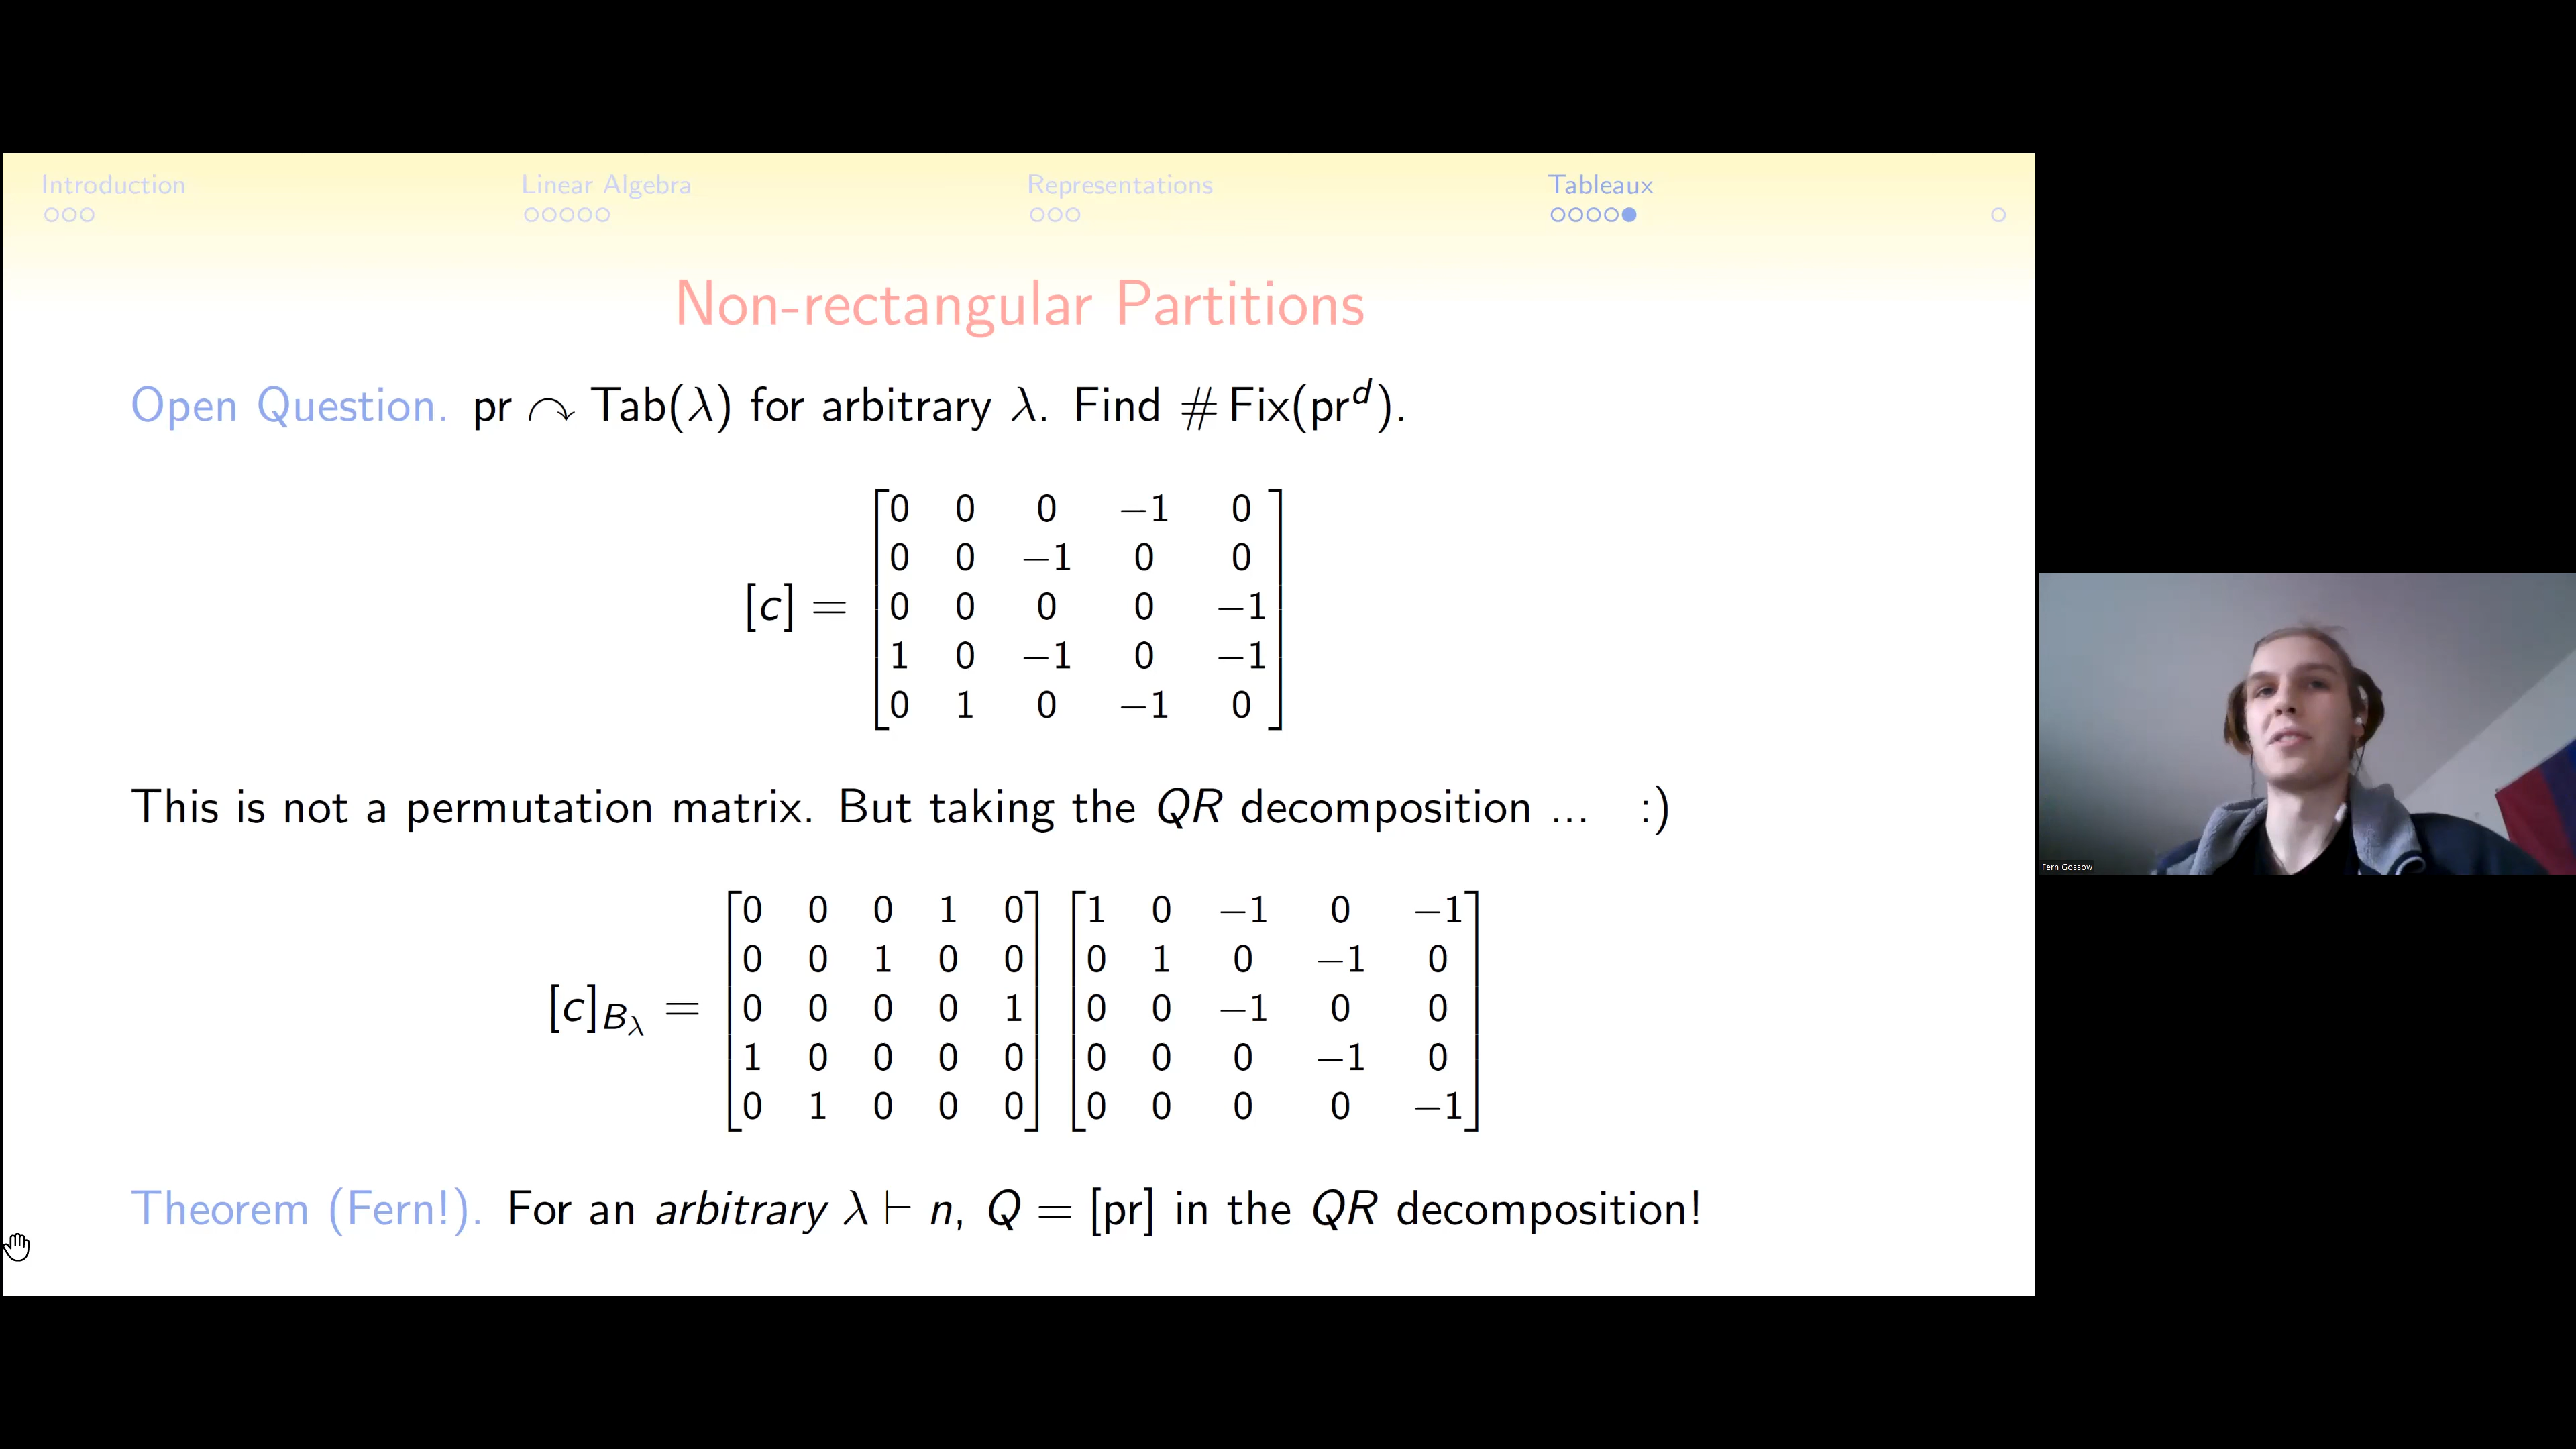 Introduction Linear Algebra Representations Tableaux
Non-rectangular Partitions
Open Question. pr ↷ Tab(λ) for arbitrary λ. Find # Fix(pr^d).
[c] =
0 0 0 −1 0
0 0 −1 0 0
0 0 0 0 −1
1 0 −1 0 −1
0 1 0 −1 0
This is not a permutation matrix. But taking the QR decomposition ... :)
[c]_{B_λ} =
0 0 0 1 0 1 0 −1 0 −1
0 0 1 0 0 0 1 0 −1 0
0 0 0 0 1 0 0 −1 0 0
1 0 0 0 0 0 0 0 −1 0
0 1 0 0 0 0 0 0 0 −1
Theorem (Fern!). For an arbitrary λ ⊢ n, Q = [pr] in the QR decomposition!
Fern Gossow